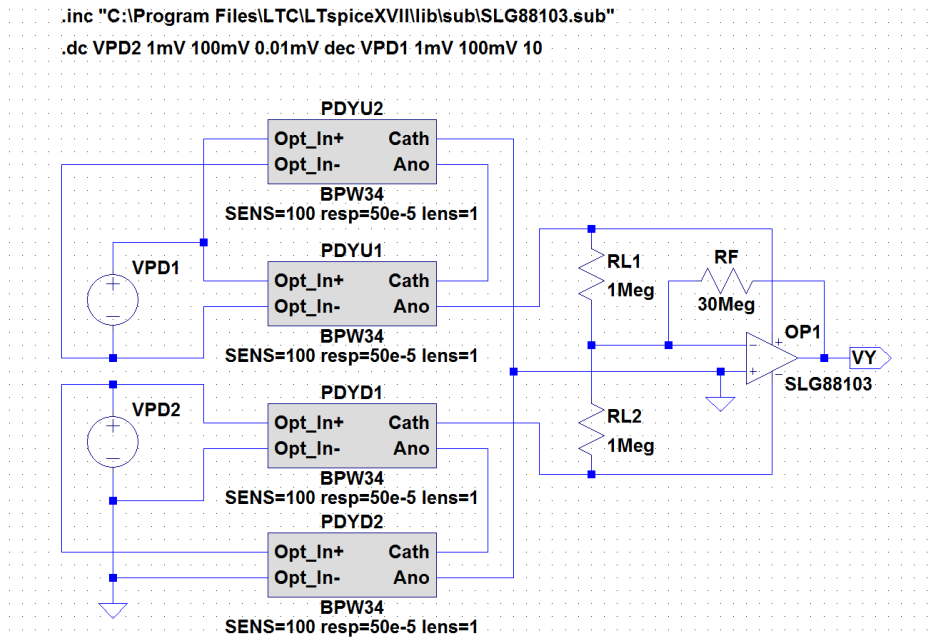 .inc "C:\Program Files\LTC\LTspiceXVII\lib\sub\SLG88103.sub"
.dc VPD2 1mV 100mV 0.01mV dec VPD1 1mV 100mV 10
PDYU2
Opt_In+ Cath
Opt_In- Ano
BPW34
SENS=100 resp=50e-5 lens=1
VPD1
PDYU1
Opt_In+ Cath
Opt_In- Ano
BPW34
SENS=100 resp=50e-5 lens=1
RL1
1Meg
RF
30Meg
OP1
VY
SLG88103
VPD2
PDYD1
Opt_In+ Cath
Opt_In- Ano
BPW34
SENS=100 resp=50e-5 lens=1
RL2
1Meg
PDYD2
Opt_In+ Cath
Opt_In- Ano
BPW34
SENS=100 resp=50e-5 lens=1